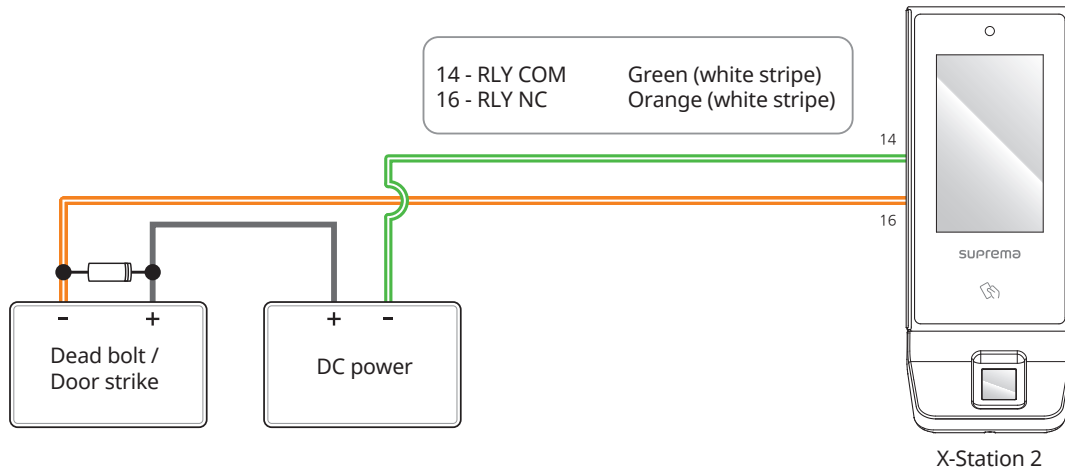 14 - RLY COM Green (white stripe)
16 - RLY NC Orange (white stripe)
14
16
suprema
- +
Dead bolt /
Door strike
+ -
DC power
X-Station 2